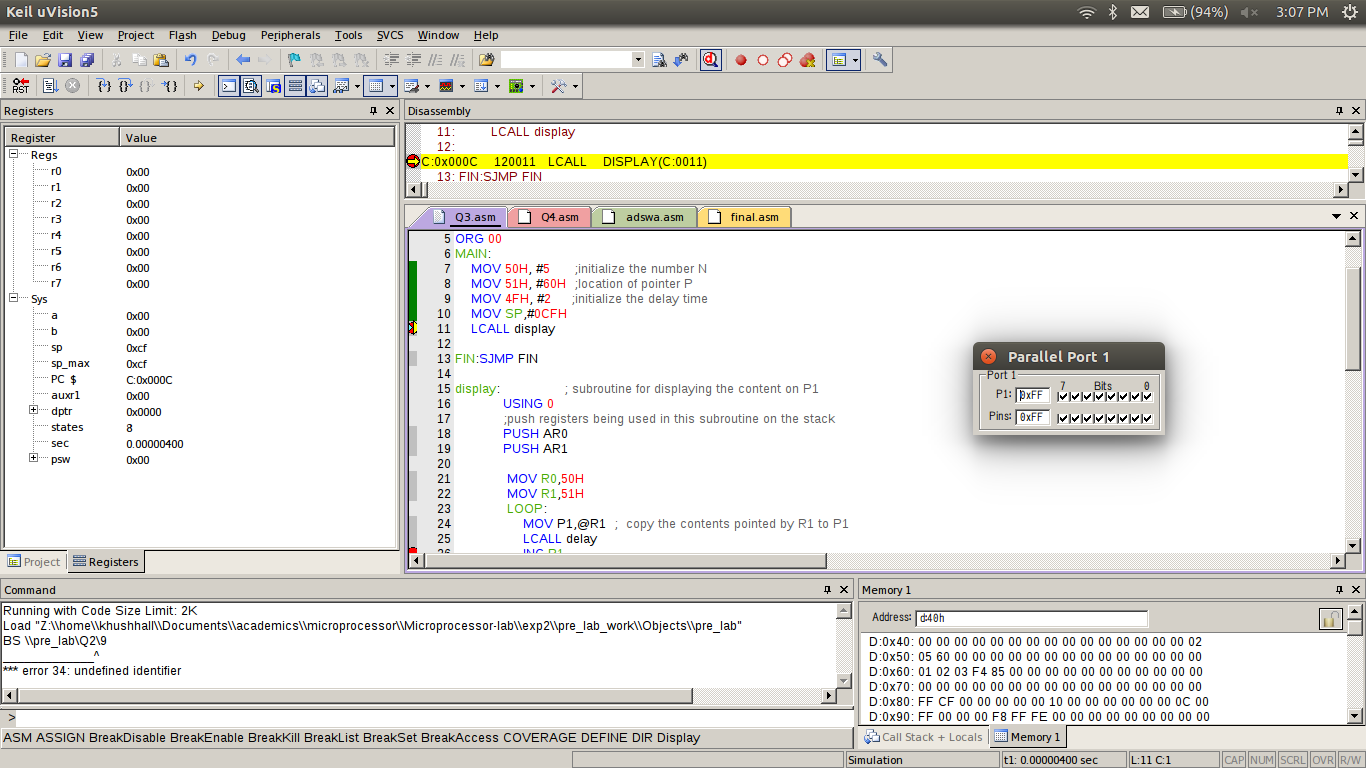 Keil uVision5
(94%) 3:07 PM
File Edit View Project Flash Debug Peripherals Tools SVCS Window Help
Registers
Register Value
Regs
r0 0x00
r1 0x00
r2 0x00
r3 0x00
r4 0x00
r5 0x00
r6 0x00
r7 0x00
Sys
a 0x00
b 0x00
sp 0xcf
sp_max 0xcf
PC $ C:0x000C
auxr1 0x00
dptr 0x0000
states 8
sec 0.00000400
psw 0x00
Project Registers
Disassembly
11: LCALL display
12:
C:0x000C 120011 LCALL DISPLAY(C:0011)
13: FIN:SJMP FIN
Q3.asm Q4.asm adswa.asm final.asm
5 ORG 00
6 MAIN:
7 MOV 50H, #5 ;initialize the number N
8 MOV 51H, #60H ;location of pointer P
9 MOV 4FH, #2 ;initialize the delay time
10 MOV SP,#0CFH
11 LCALL display
12
13 FIN:SJMP FIN
14
15 display: ; subroutine for displaying the content on P1
16 USING 0
17 ;push registers being used in this subroutine on the stack
18 PUSH AR0
19 PUSH AR1
20
21 MOV R0,50H
22 MOV R1,51H
23 LOOP:
24 MOV P1,@R1 ; copy the contents pointed by R1 to P1
25 LCALL delay
26 INC R1
Parallel Port 1
Port 1
7 Bits 0
P1: 0xFF
Pins: 0xFF
Command
Running with Code Size Limit: 2K
Load "Z:\\home\\khushhall\\Documents\\academics\\microprocessor\\Microprocessor-lab\\exp2\\pre_lab_work\\Objects\\pre_lab"
BS \\pre_lab\Q2\9
______________^
*** error 34: undefined identifier
>
ASM ASSIGN BreakDisable BreakEnable BreakKill BreakList BreakSet BreakAccess COVERAGE DEFINE DIR Display
Memory 1
Address: d:40h
D:0x40: 00 00 00 00 00 00 00 00 00 00 00 00 00 00 00 02
D:0x50: 05 60 00 00 00 00 00 00 00 00 00 00 00 00 00 00
D:0x60: 01 02 03 F4 85 00 00 00 00 00 00 00 00 00 00 00
D:0x70: 00 00 00 00 00 00 00 00 00 00 00 00 00 00 00 00
D:0x80: FF CF 00 00 00 00 00 10 00 00 00 00 00 00 0C 00
D:0x90: FF 00 00 00 F8 FF FE 00 00 00 00 00 00 00 00 00
Call Stack + Locals Memory 1
Simulation t1: 0.00000400 sec L:11 C:1 CAP NUM SCRL OVR R/W